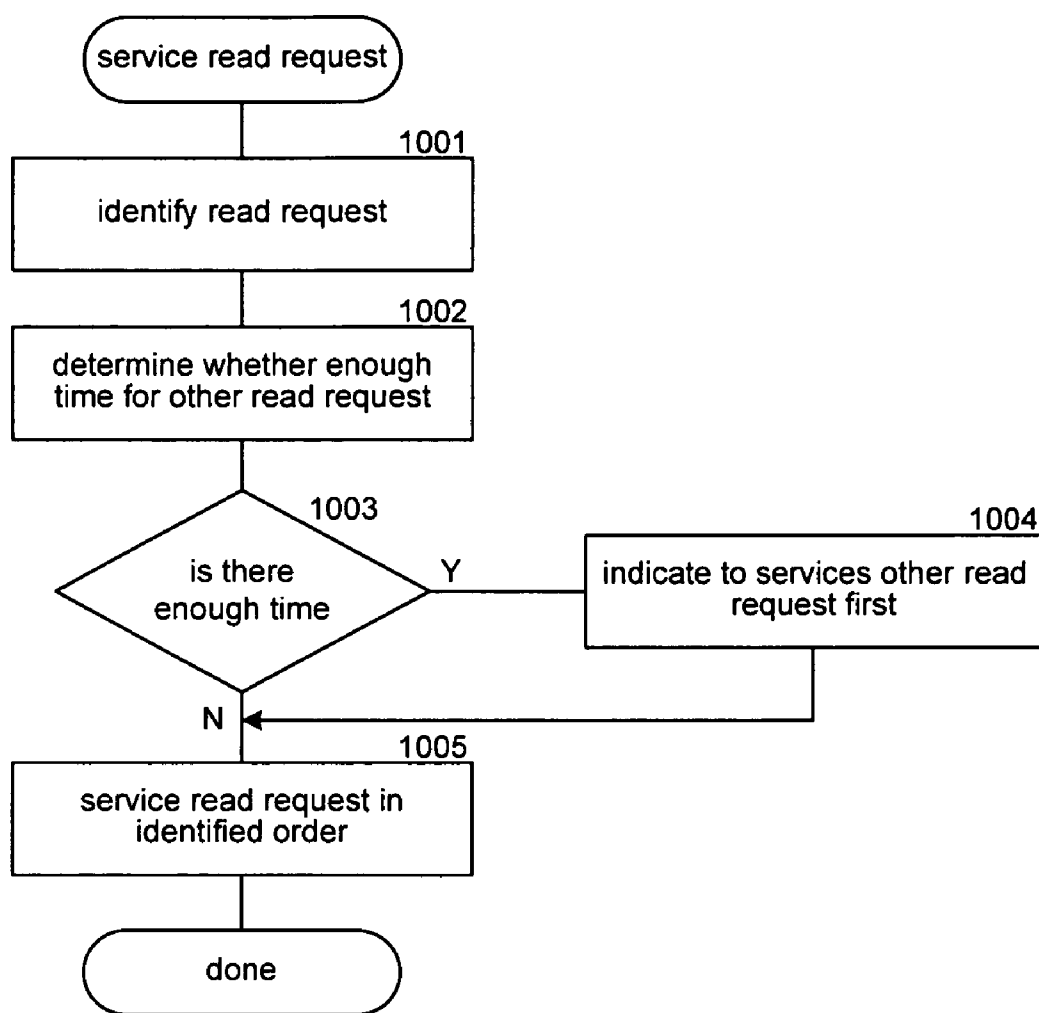 service read request
1001
identify read request
1002
determine whether enough
time for other read request
1003
is there
enough time
Y
1004
indicate to services other read
request first
N
1005
service read request in
identified order
done